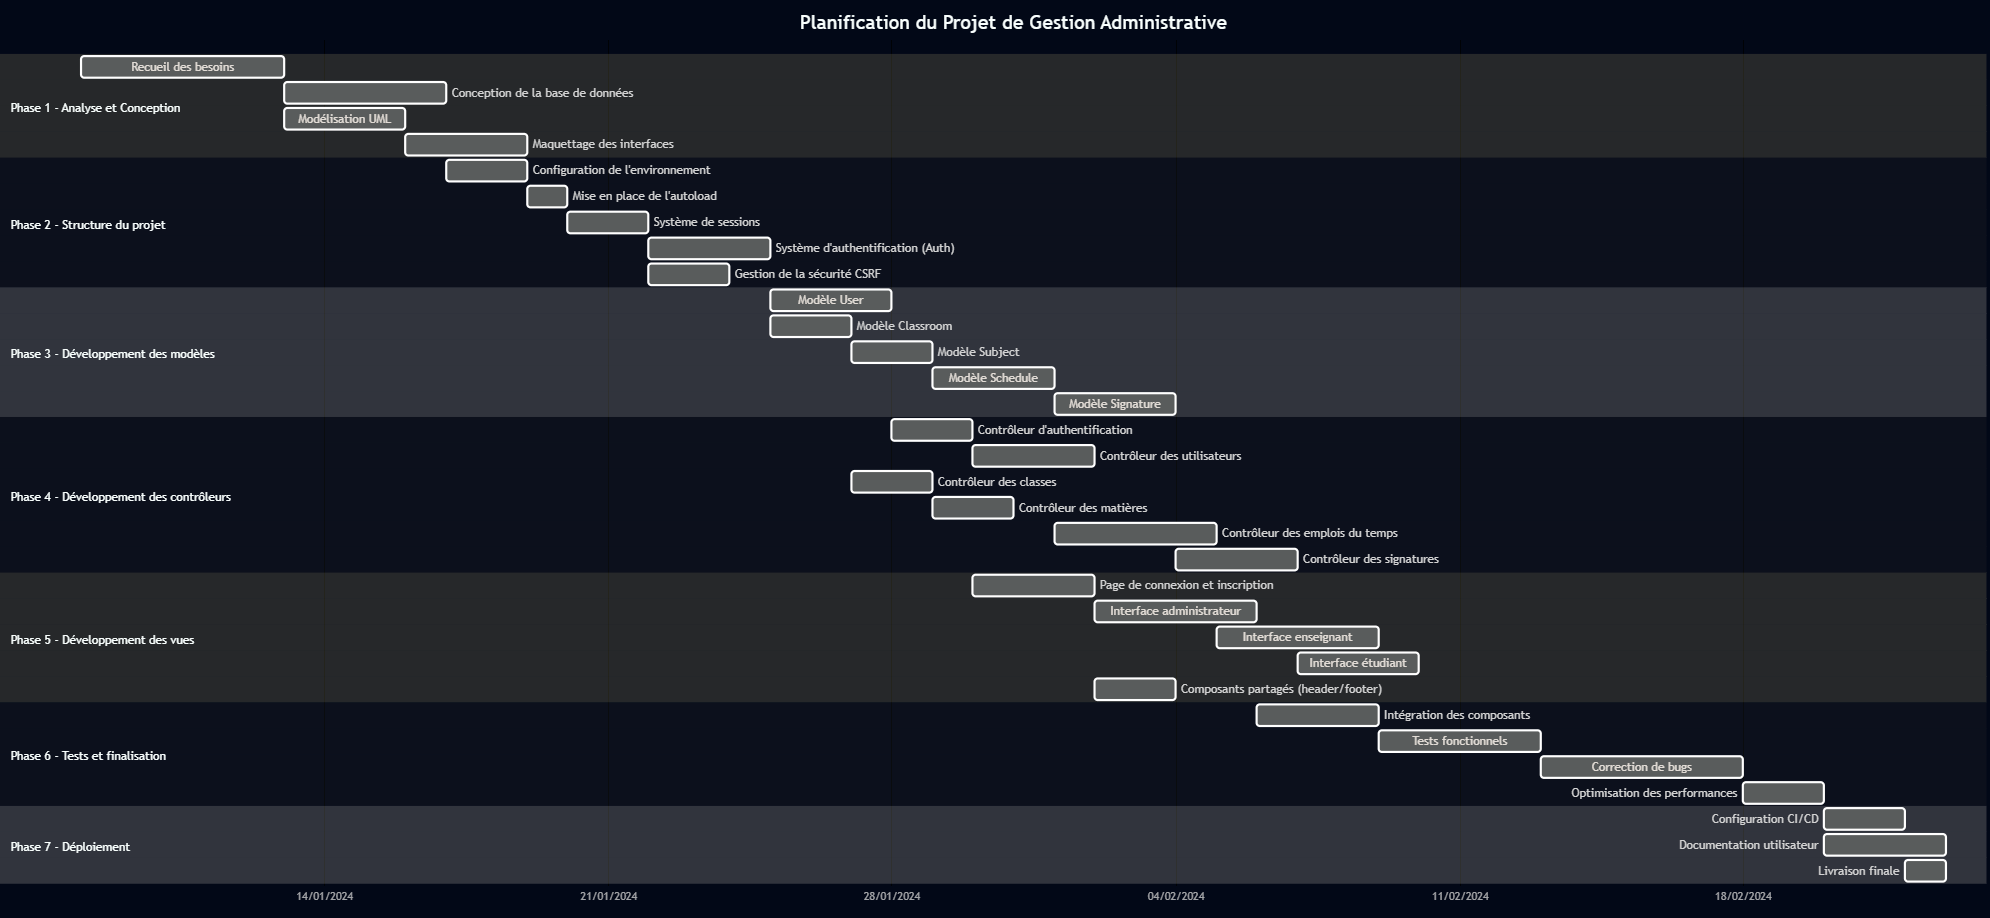 Planification du Projet de Gestion Administrative
Phase 1 - Analyse et Conception
Recueil des besoins
Conception de la base de données
Modélisation UML
Maquettage des interfaces
Phase 2 - Structure du projet
Configuration de l'environnement
Mise en place de l'autoload
Système de sessions
Système d'authentification (Auth)
Gestion de la sécurité CSRF
Phase 3 - Développement des modèles
Modèle User
Modèle Classroom
Modèle Subject
Modèle Schedule
Modèle Signature
Phase 4 - Développement des contrôleurs
Contrôleur d'authentification
Contrôleur des utilisateurs
Contrôleur des classes
Contrôleur des matières
Contrôleur des emplois du temps
Contrôleur des signatures
Phase 5 - Développement des vues
Page de connexion et inscription
Interface administrateur
Interface enseignant
Interface étudiant
Composants partagés (header/footer)
Phase 6 - Tests et finalisation
Intégration des composants
Tests fonctionnels
Correction de bugs
Optimisation des performances
Phase 7 - Déploiement
Configuration CI/CD
Documentation utilisateur
Livraison finale
14/01/2024
21/01/2024
28/01/2024
04/02/2024
11/02/2024
18/02/2024